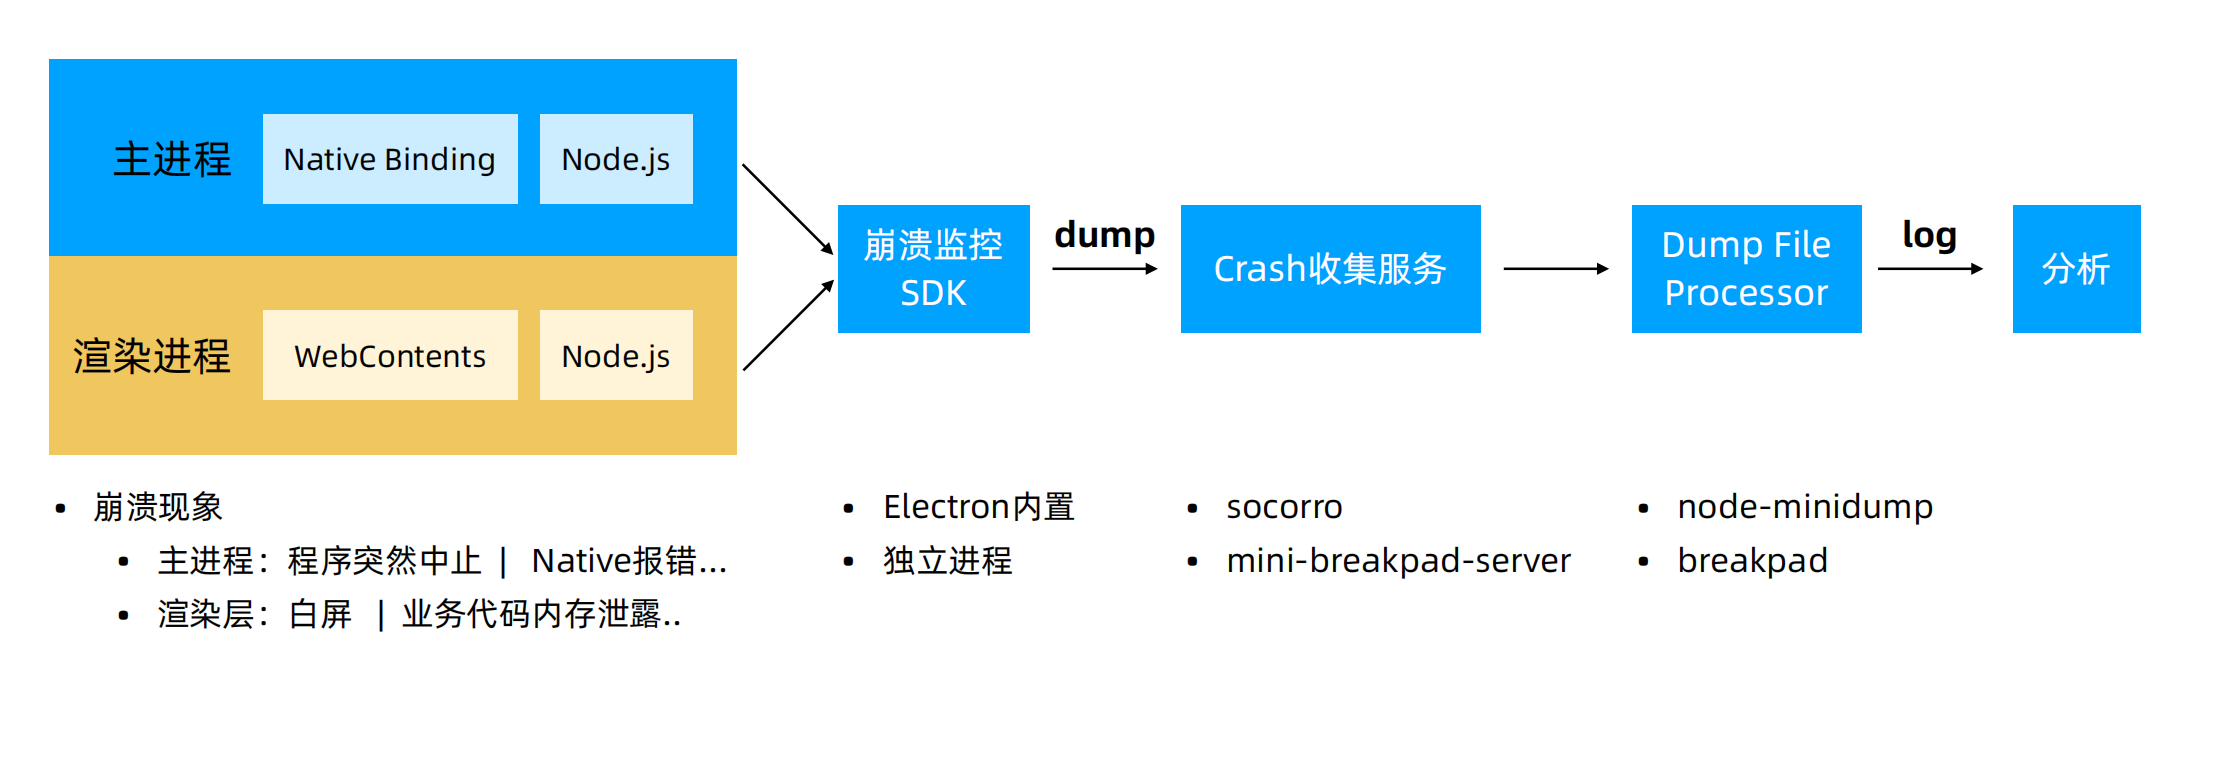 主进程
Native Binding
Node.js
渲染进程
WebContents
Node.js
崩溃监控
SDK
dump
Crash收集服务
Dump File
Processor
log
分析
• 崩溃现象
• 主进程：程序突然中止 | Native报错...
• 渲染层：白屏 | 业务代码内存泄露..
• Electron内置
• 独立进程
• socorro
• mini-breakpad-server
• node-minidump
• breakpad